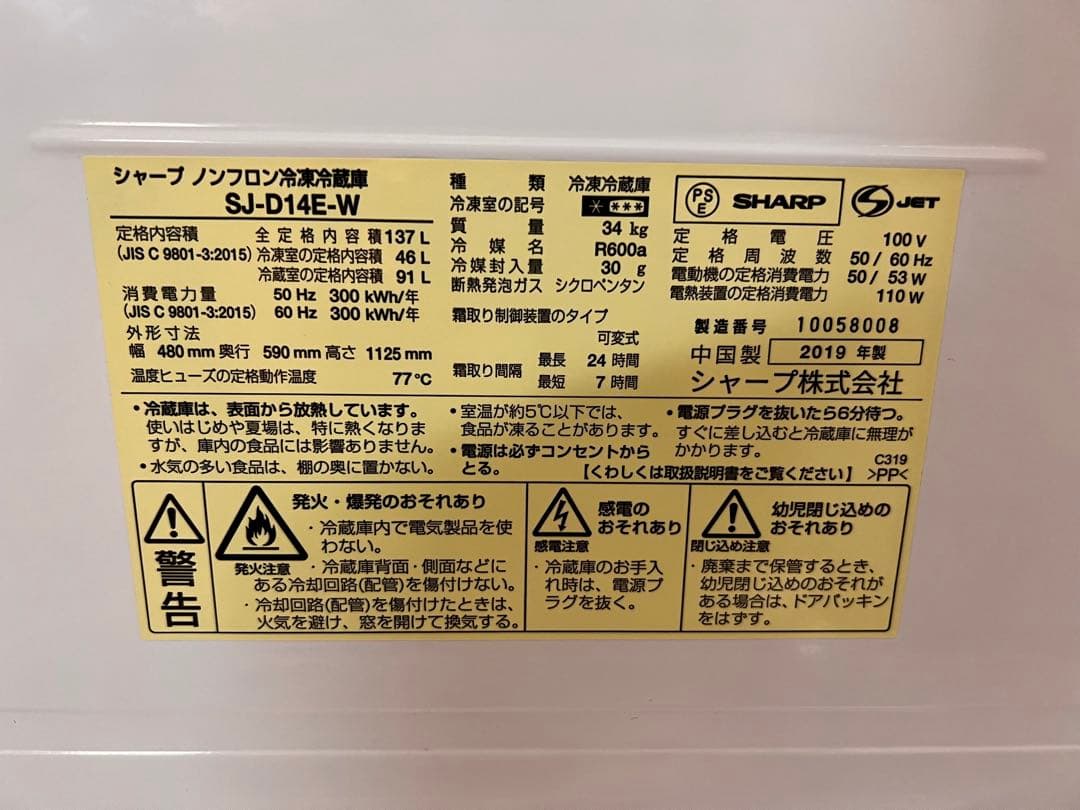 シャープ ノンフロン冷凍冷蔵庫
SJ-D14E-W
定格内容積 全定格内容積 137 L
(JIS C 9801-3:2015) 冷凍室の定格内容積 46 L
冷蔵室の定格内容積 91 L
消費電力量 50 Hz 300 kWh/年
(JIS C 9801-3:2015) 60 Hz 300 kWh/年
外形寸法
幅 480 mm 奥行 590 mm 高さ 1125 mm
温度ヒューズの定格動作温度 77℃
種類 冷凍冷蔵庫
冷凍室の記号 * ***
質量 34 kg
冷媒名 R600a
冷媒封入量 30 g
断熱発泡ガス シクロペンタン
霜取り制御装置のタイプ
可変式
霜取り間隔 最長 24 時間
最短 7 時間
PSE SHARP S JET
定格電圧 100 V
定格周波数 50 / 60 Hz
電動機の定格消費電力 50 / 53 W
電熱装置の定格消費電力 110 W
製造番号 10058008
中国製 2019 年製
シャープ株式会社
・冷蔵庫は、表面から放熱しています。
使いはじめや夏場は、特に熱くなりま
すが、庫内の食品には影響ありません。
・水気の多い食品は、棚の奥に置かない。
・室温が約5℃以下では、
食品が凍ることがあります。
・電源は必ずコンセントから
とる。
・電源プラグを抜いたら6分待つ。
すぐに差し込むと冷蔵庫に無理が
かかります。
C319
【くわしくは取扱説明書をご覧ください】 >PP<
警告
発火・爆発のおそれあり
発火注意
・冷蔵庫内で電気製品を使
わない。
・冷蔵庫背面・側面などに
ある冷却回路(配管)を傷付けない。
・冷却回路(配管)を傷付けたときは、
火気を避け、窓を開けて換気する。
感電の
おそれあり
感電注意
・冷蔵庫のお手入
れ時は、電源プ
ラグを抜く。
幼児閉じ込めの
おそれあり
閉じ込め注意
・廃棄まで保管するとき、
幼児閉じ込めのおそれが
ある場合は、ドアパッキン
をはずす。